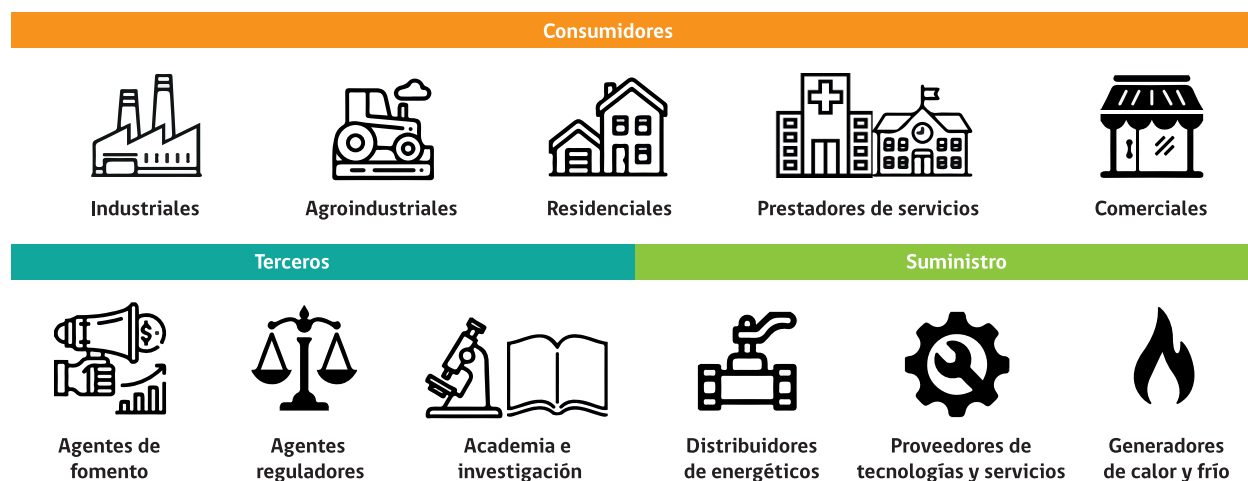 Consumidores
Industriales
Agroindustriales
Residenciales
Prestadores de servicios
Comerciales
Terceros
Suministro
Agentes de
fomento
Agentes
reguladores
Academia e
investigación
Distribuidores
de energéticos
Proveedores de
tecnologías y servicios
Generadores
de calor y frío
$